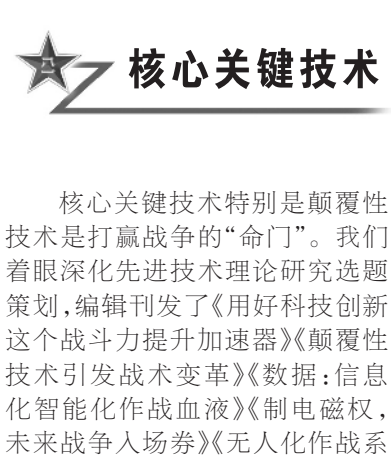 核心关键技术
核心关键技术特别是颠覆性
技术是打赢战争的“命门”。我们
着眼深化先进技术理论研究选题
策划,编辑刊发了《用好科技创新
这个战斗力提升加速器》《颠覆性
技术引发战术变革》《数据:信息
化智能化作战血液》《制电磁权,
未来战争入场券》《无人化作战系